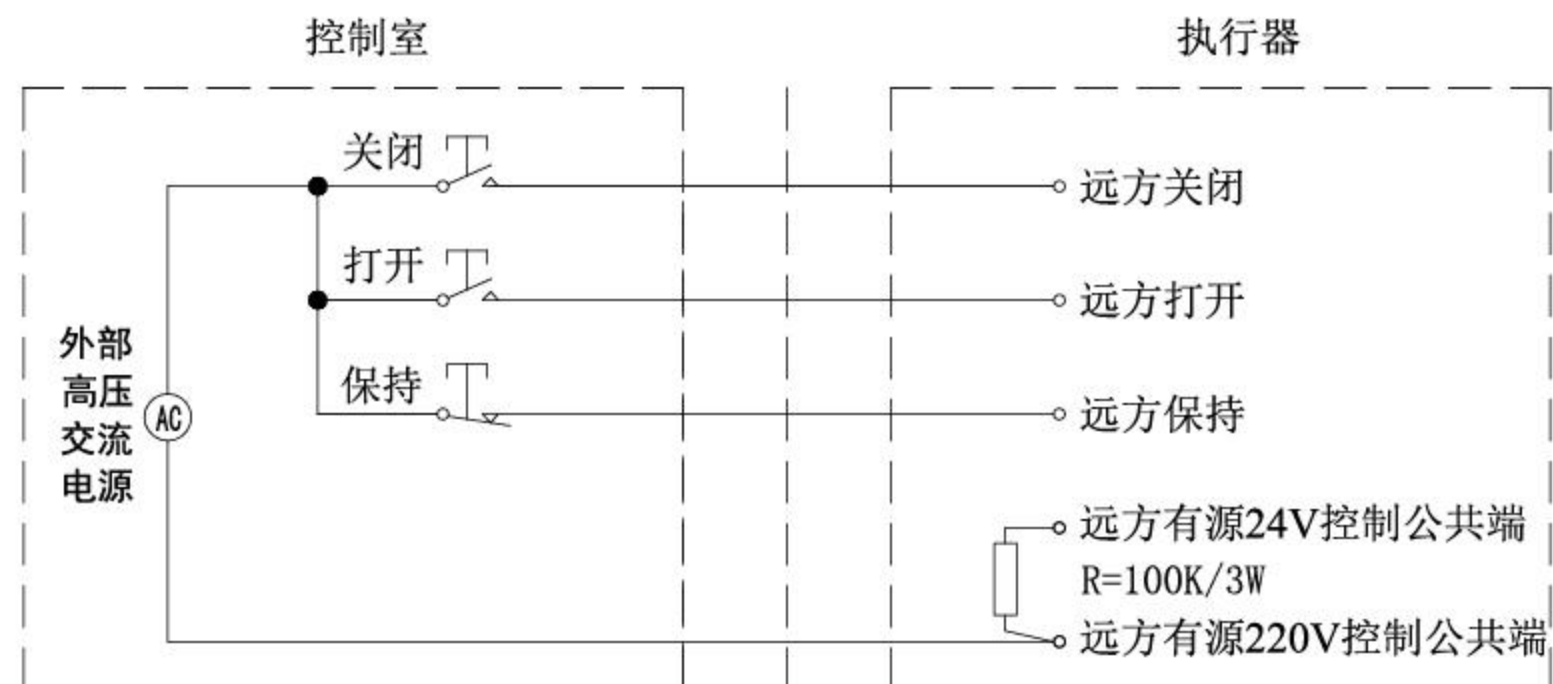 控制室
执行器
关闭
远方关闭
打开
远方打开
外部
高压
交流
电源
AC
保持
远方保持
远方有源24V控制公共端
R=100K/3W
远方有源220V控制公共端